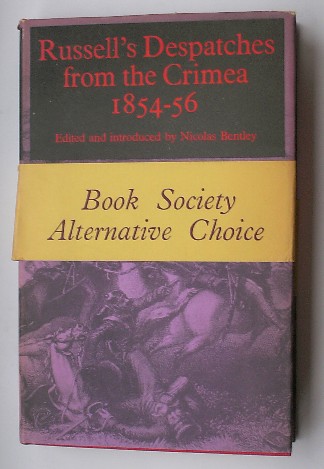 Russell's Despatches
from the Crimea
1854-56
Edited and introduced by Nicolas Bentley
Book Society
Alternative Choice